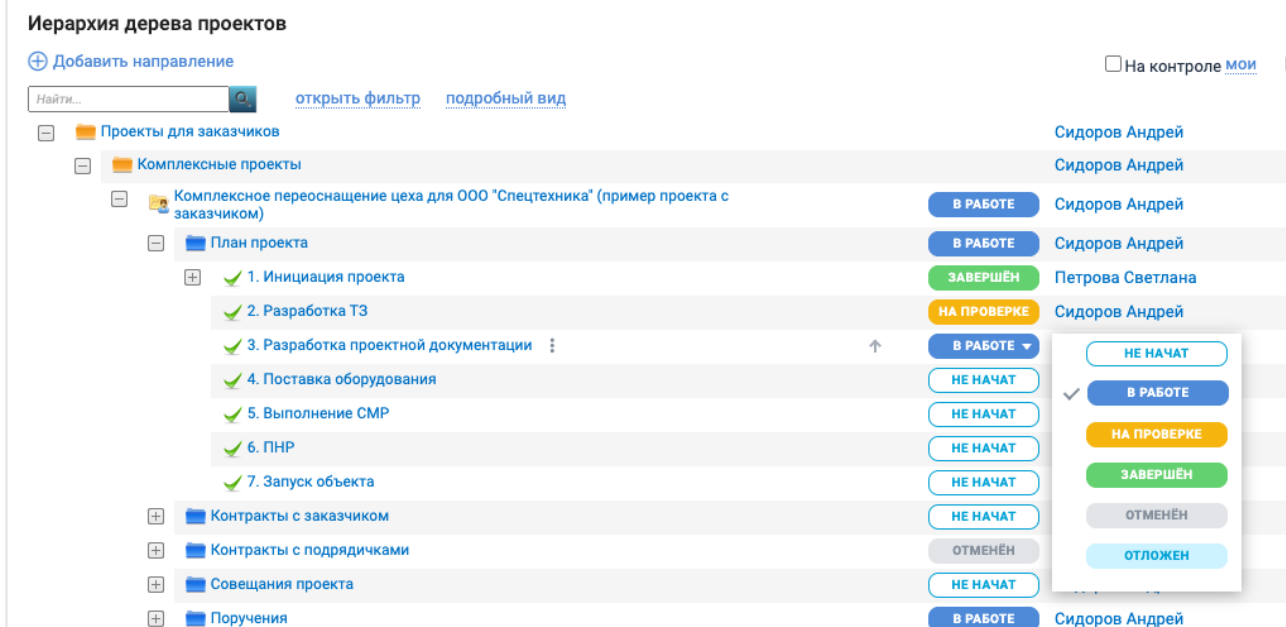 Иерархия дерева проектов
Добавить направление
На контроле мои
Найти...
открыть фильтр подробный вид
Проекты для заказчиков Сидоров Андрей
Комплексные проекты Сидоров Андрей
Комплексное переоснащение цеха для ООО "Спецтехника" (пример проекта с
заказчиком) В РАБОТЕ Сидоров Андрей
План проекта В РАБОТЕ Сидоров Андрей
1. Инициация проекта ЗАВЕРШЁН Петрова Светлана
2. Разработка ТЗ НА ПРОВЕРКЕ Сидоров Андрей
3. Разработка проектной документации В РАБОТЕ
4. Поставка оборудования НЕ НАЧАТ
5. Выполнение СМР НЕ НАЧАТ
6. ПНР НЕ НАЧАТ
7. Запуск объекта НЕ НАЧАТ
Контракты с заказчиком НЕ НАЧАТ
Контракты с подрядичками ОТМЕНЁН
Совещания проекта НЕ НАЧАТ
Поручения В РАБОТЕ Сидоров Андрей
НЕ НАЧАТ
В РАБОТЕ
НА ПРОВЕРКЕ
ЗАВЕРШЁН
ОТМЕНЁН
ОТЛОЖЕН